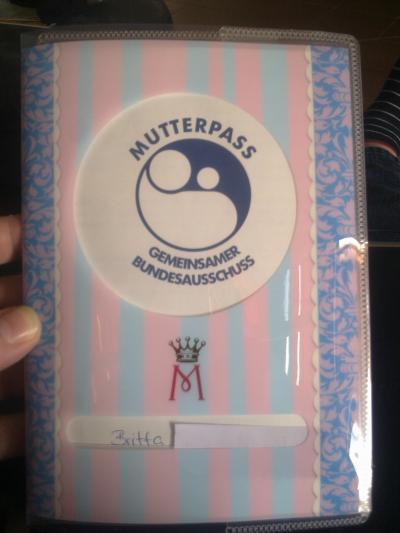 MUTTERPASS
GEMEINSAMER
BUNDESAUSSCHUSS
M
Britta